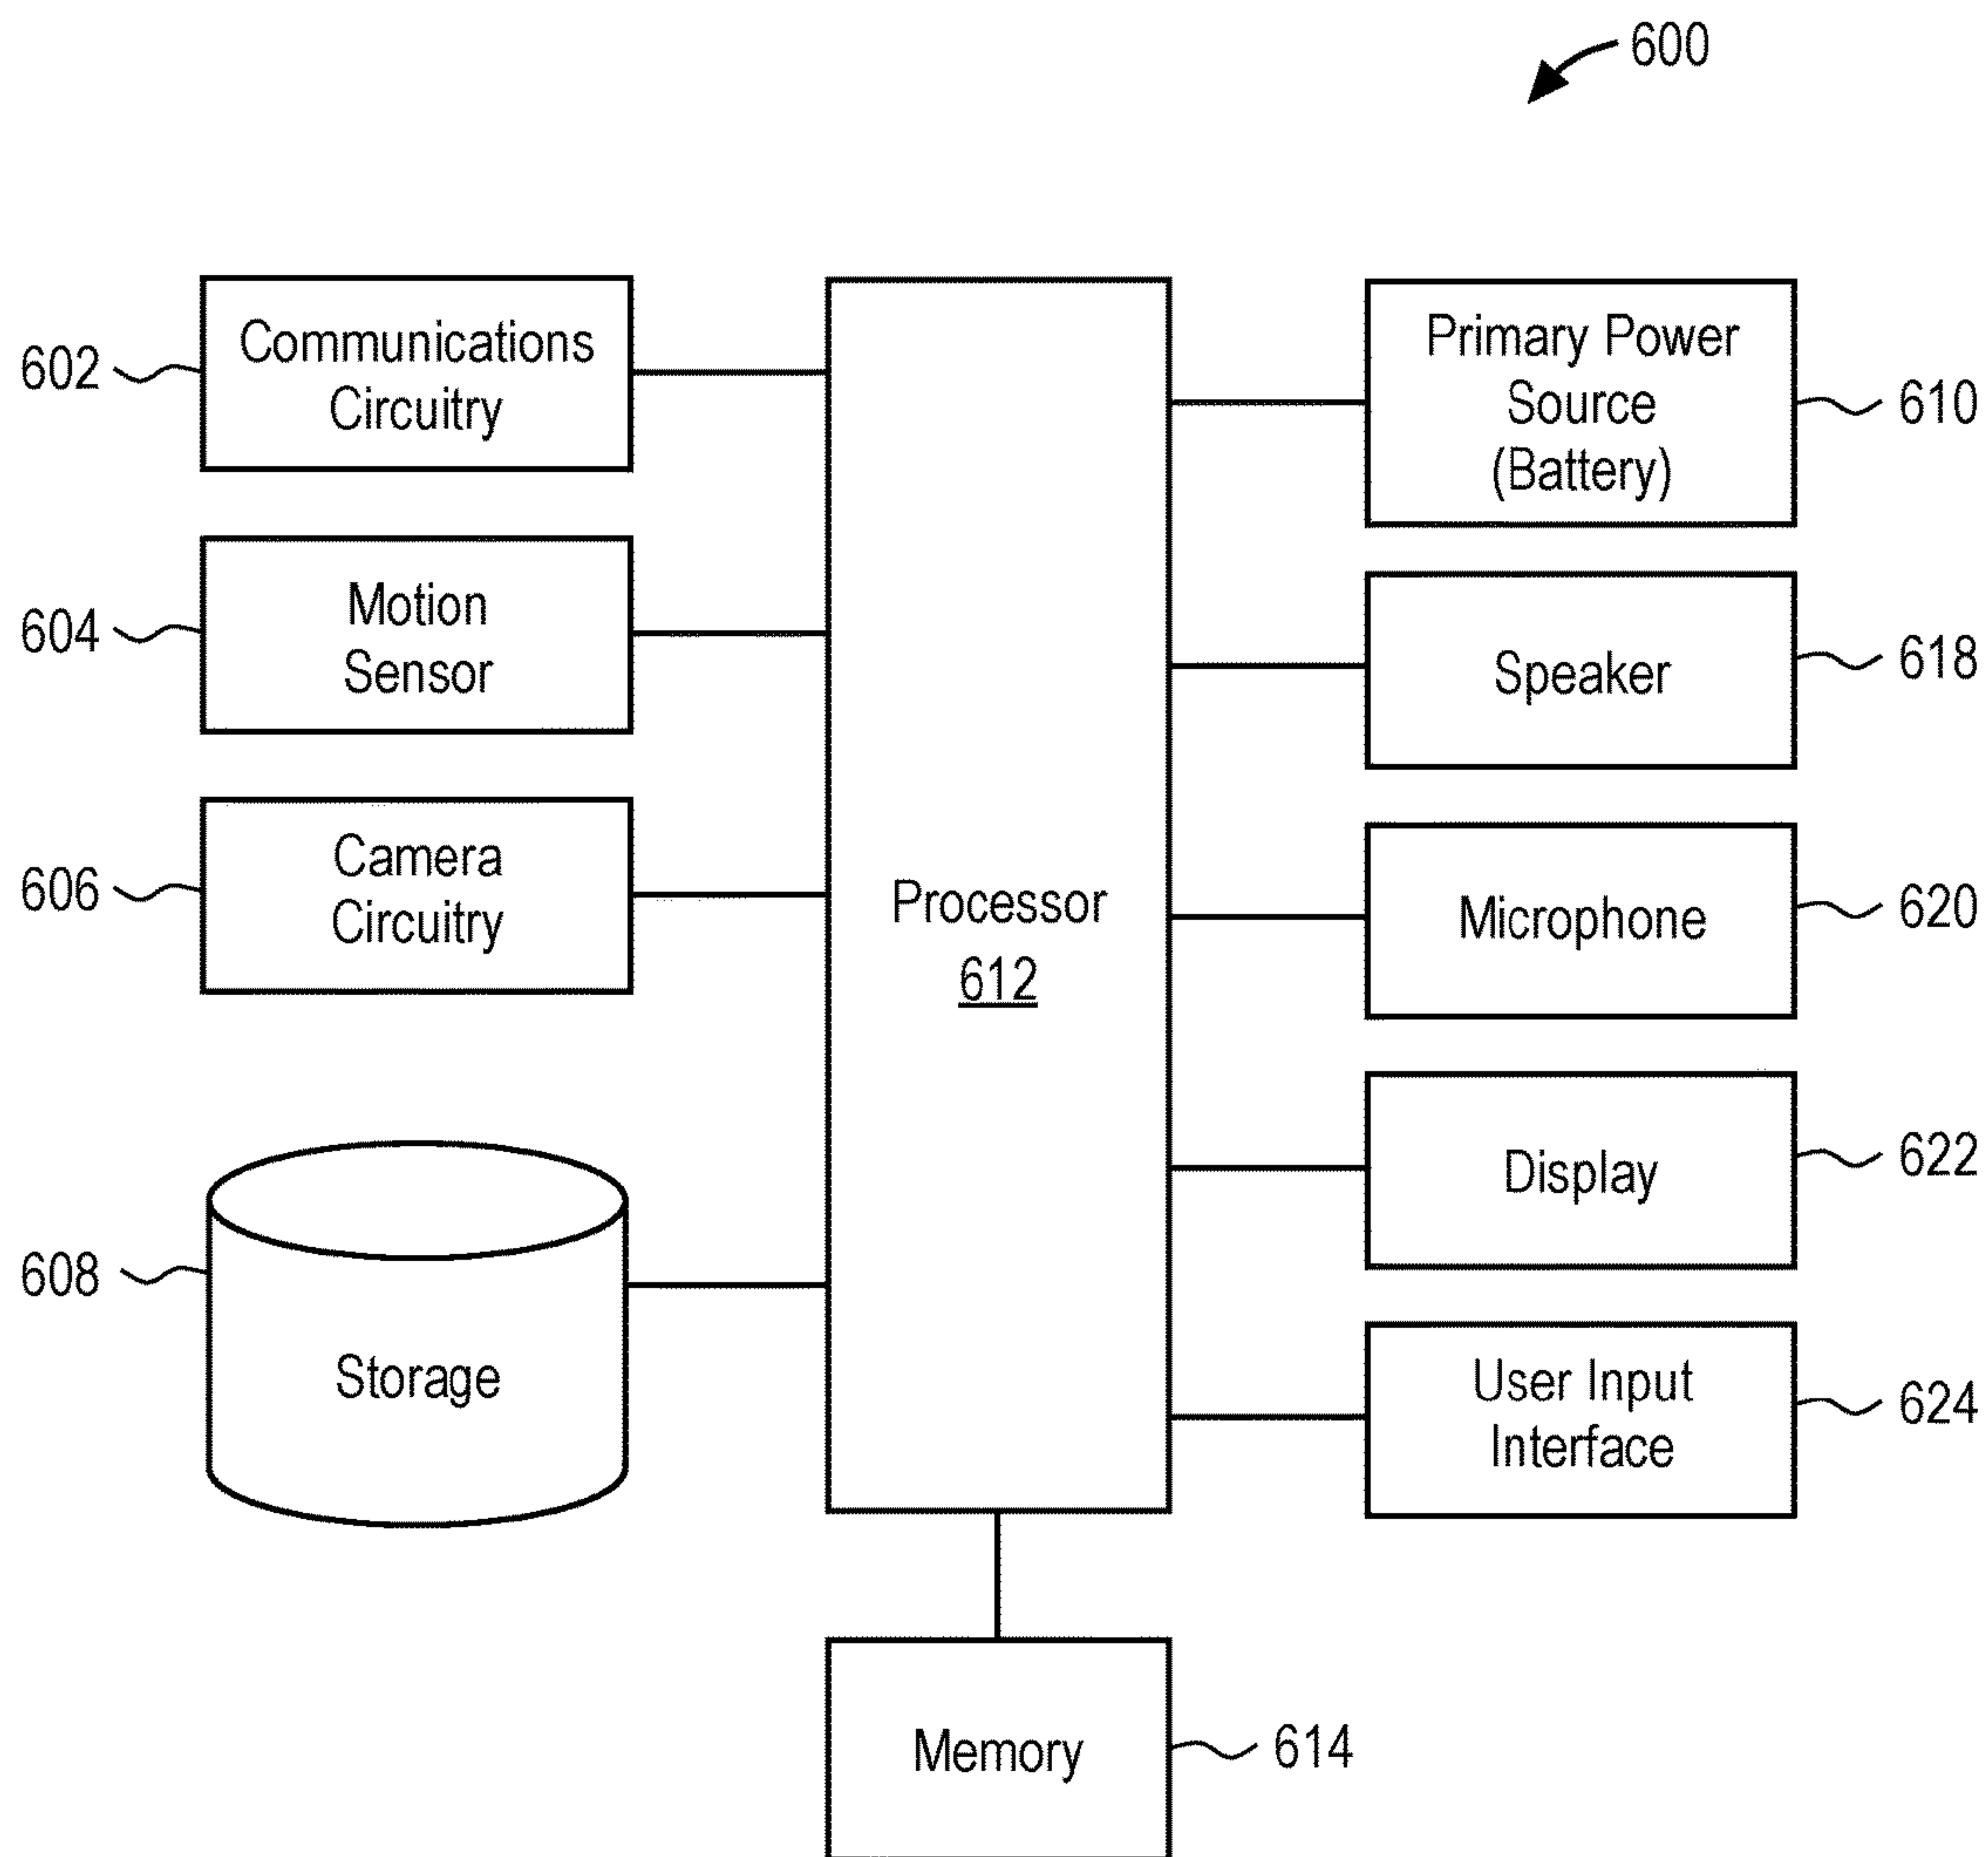 600
602
Communications
Circuitry
604
Motion
Sensor
606
Camera
Circuitry
608
Storage
Processor
612
Primary Power
Source
(Battery)
610
Speaker
618
Microphone
620
Display
622
User Input
Interface
624
Memory
614